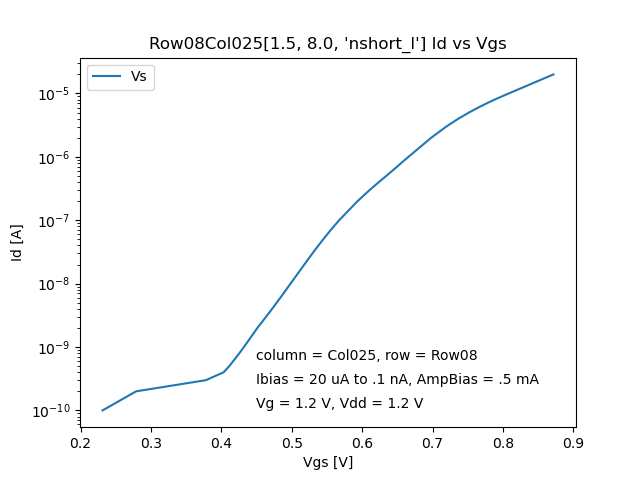 Row08Col025[1.5, 8.0, 'nshort_l'] Id vs Vgs
Vs
10⁻⁵
10⁻⁶
10⁻⁷
10⁻⁸
10⁻⁹
10⁻¹⁰
Id [A]
column = Col025, row = Row08
Ibias = 20 uA to .1 nA, AmpBias = .5 mA
Vg = 1.2 V, Vdd = 1.2 V
0.2 0.3 0.4 0.5 0.6 0.7 0.8 0.9
Vgs [V]